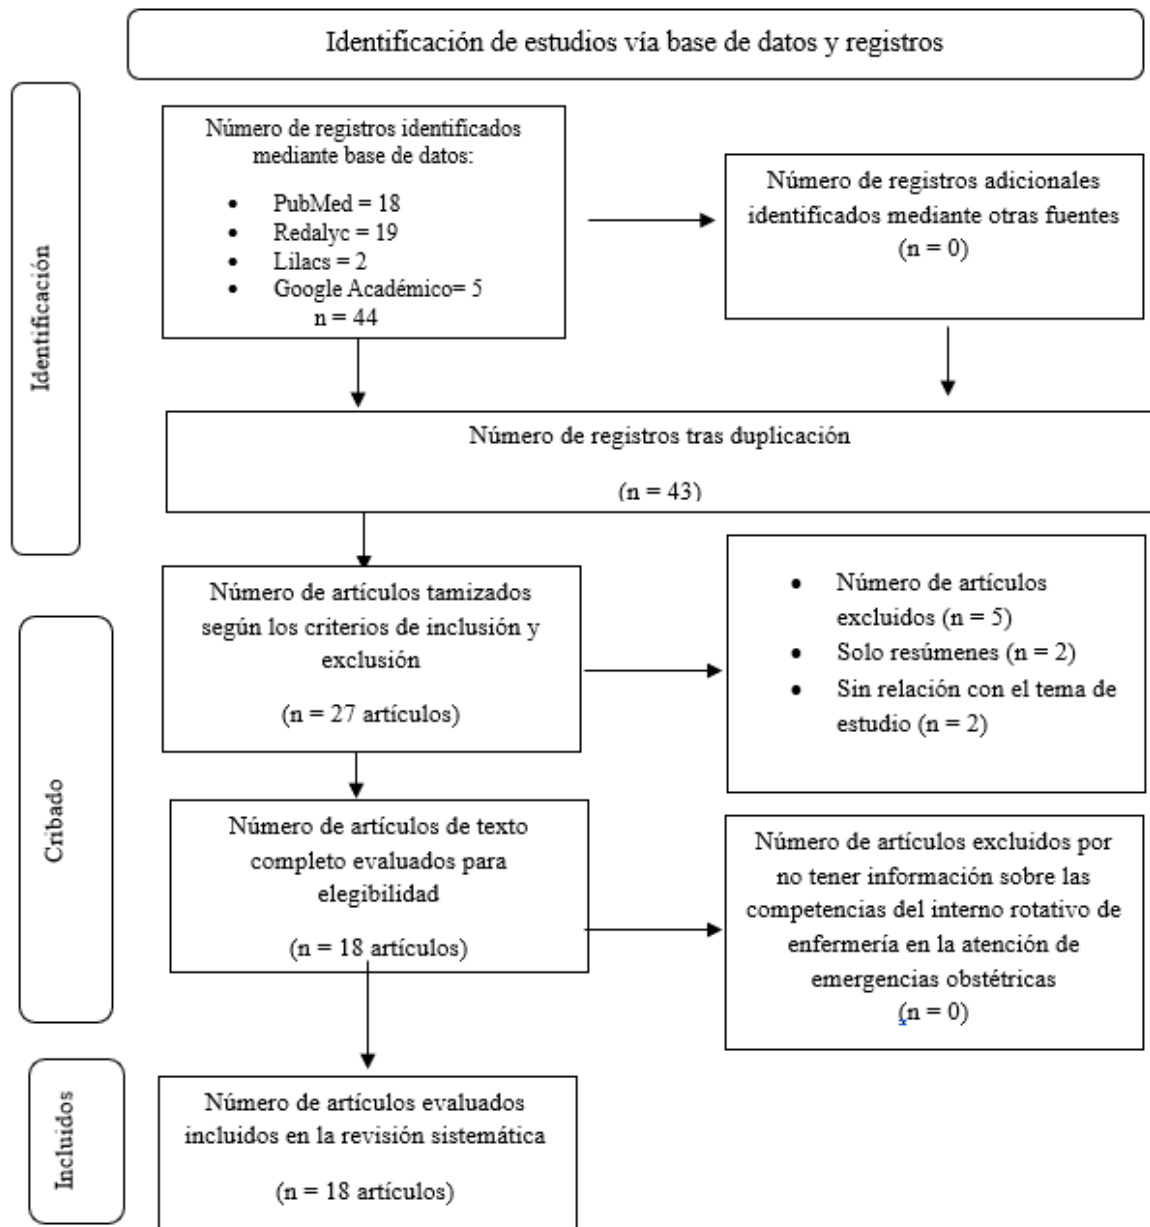 Identificación de estudios vía base de datos y registros
Identificación
Número de registros identificados
mediante base de datos:
• PubMed = 18
• Redalyc = 19
• Lilacs = 2
• Google Académico= 5
n = 44
Número de registros adicionales
identificados mediante otras fuentes
(n = 0)
Número de registros tras duplicación
(n = 43)
Cribado
Número de artículos tamizados
según los criterios de inclusión y
exclusión
(n = 27 artículos)
• Número de artículos
excluidos (n = 5)
• Solo resúmenes (n = 2)
• Sin relación con el tema de
estudio (n = 2)
Número de artículos de texto
completo evaluados para
elegibilidad
(n = 18 artículos)
Número de artículos excluidos por
no tener información sobre las
competencias del interno rotativo de
enfermería en la atención de
emergencias obstétricas
(n = 0)
Incluidos
Número de artículos evaluados
incluidos en la revisión sistemática
(n = 18 artículos)